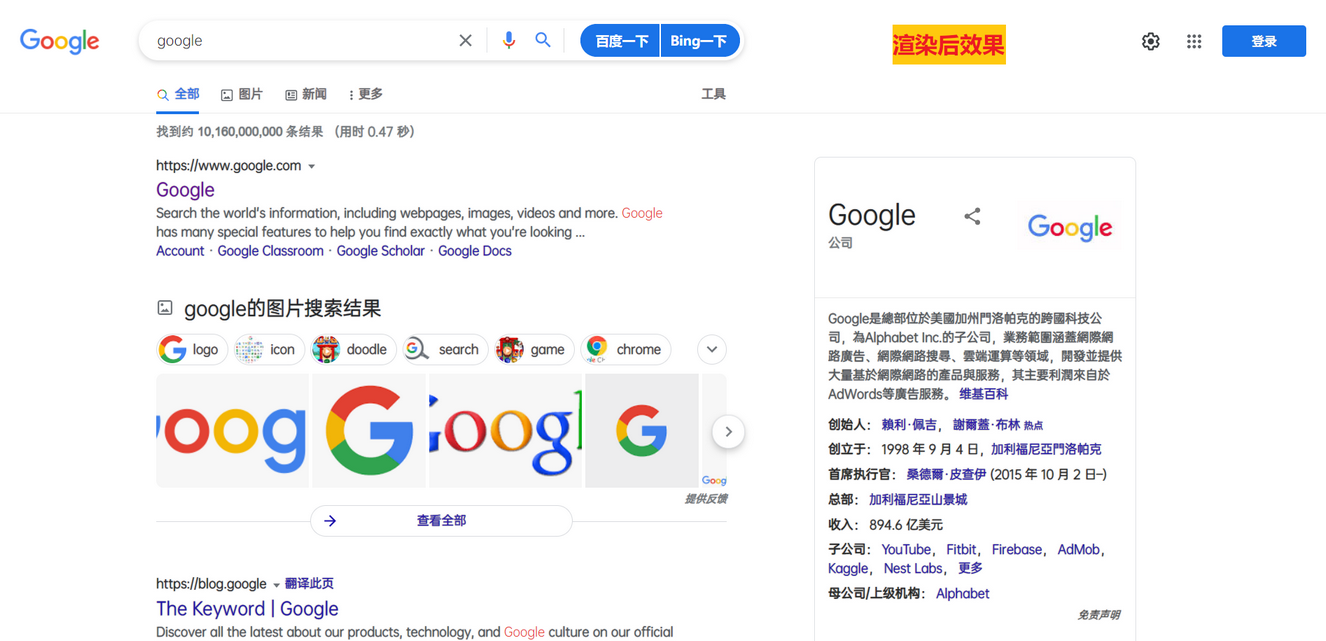 Google
google
百度一下
Bing一下
渲染后效果
登录
全部
图片
新闻
更多
工具
找到约 10,160,000,000 条结果 （用时 0.47 秒）
https://www.google.com
Google
Search the world's information, including webpages, images, videos and more. Google
has many special features to help you find exactly what you're looking ...
Account · Google Classroom · Google Scholar · Google Docs
google的图片搜索结果
logo
icon
doodle
search
game
chrome
oogl
Googl
Goog
提供反馈
查看全部
https://blog.google 翻译此页
The Keyword | Google
Discover all the latest about our products, technology, and Google culture on our official
Google
公司
Google
Google是總部位於美國加州門洛帕克的跨國科技公
司，為Alphabet Inc.的子公司，業務範圍涵蓋網際網
路廣告、網際網路搜尋、雲端運算等領域，開發並提供
大量基於網際網路的產品與服務，其主要利潤來自於
AdWords等廣告服務。 维基百科
创始人： 賴利·佩吉， 謝爾蓋·布林 热点
创立于： 1998 年 9 月 4 日，加利福尼亞門洛帕克
首席执行官： 桑德爾·皮查伊 (2015 年 10 月 2 日–)
总部： 加利福尼亞山景城
收入： 894.6 亿美元
子公司： YouTube， Fitbit， Firebase， AdMob，
Kaggle， Nest Labs， 更多
母公司/上级机构： Alphabet
免责声明